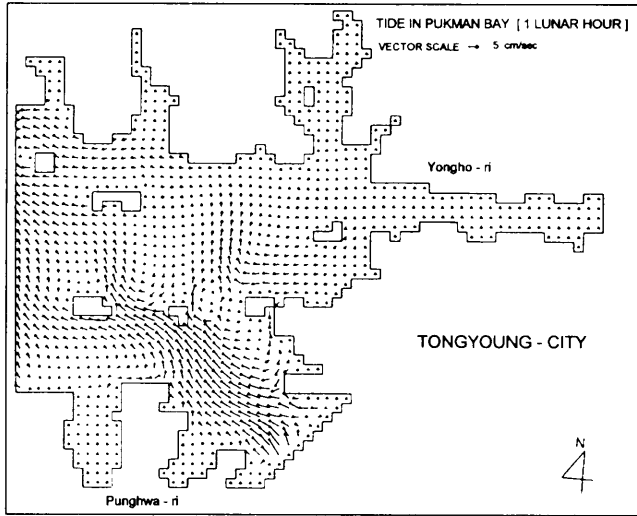 TIDE IN PUKMAN BAY [ 1 LUNAR HOUR ]
VECTOR SCALE → 5 cm/sec
Yongho - ri
TONGYOUNG - CITY
N
Punghwa - ri